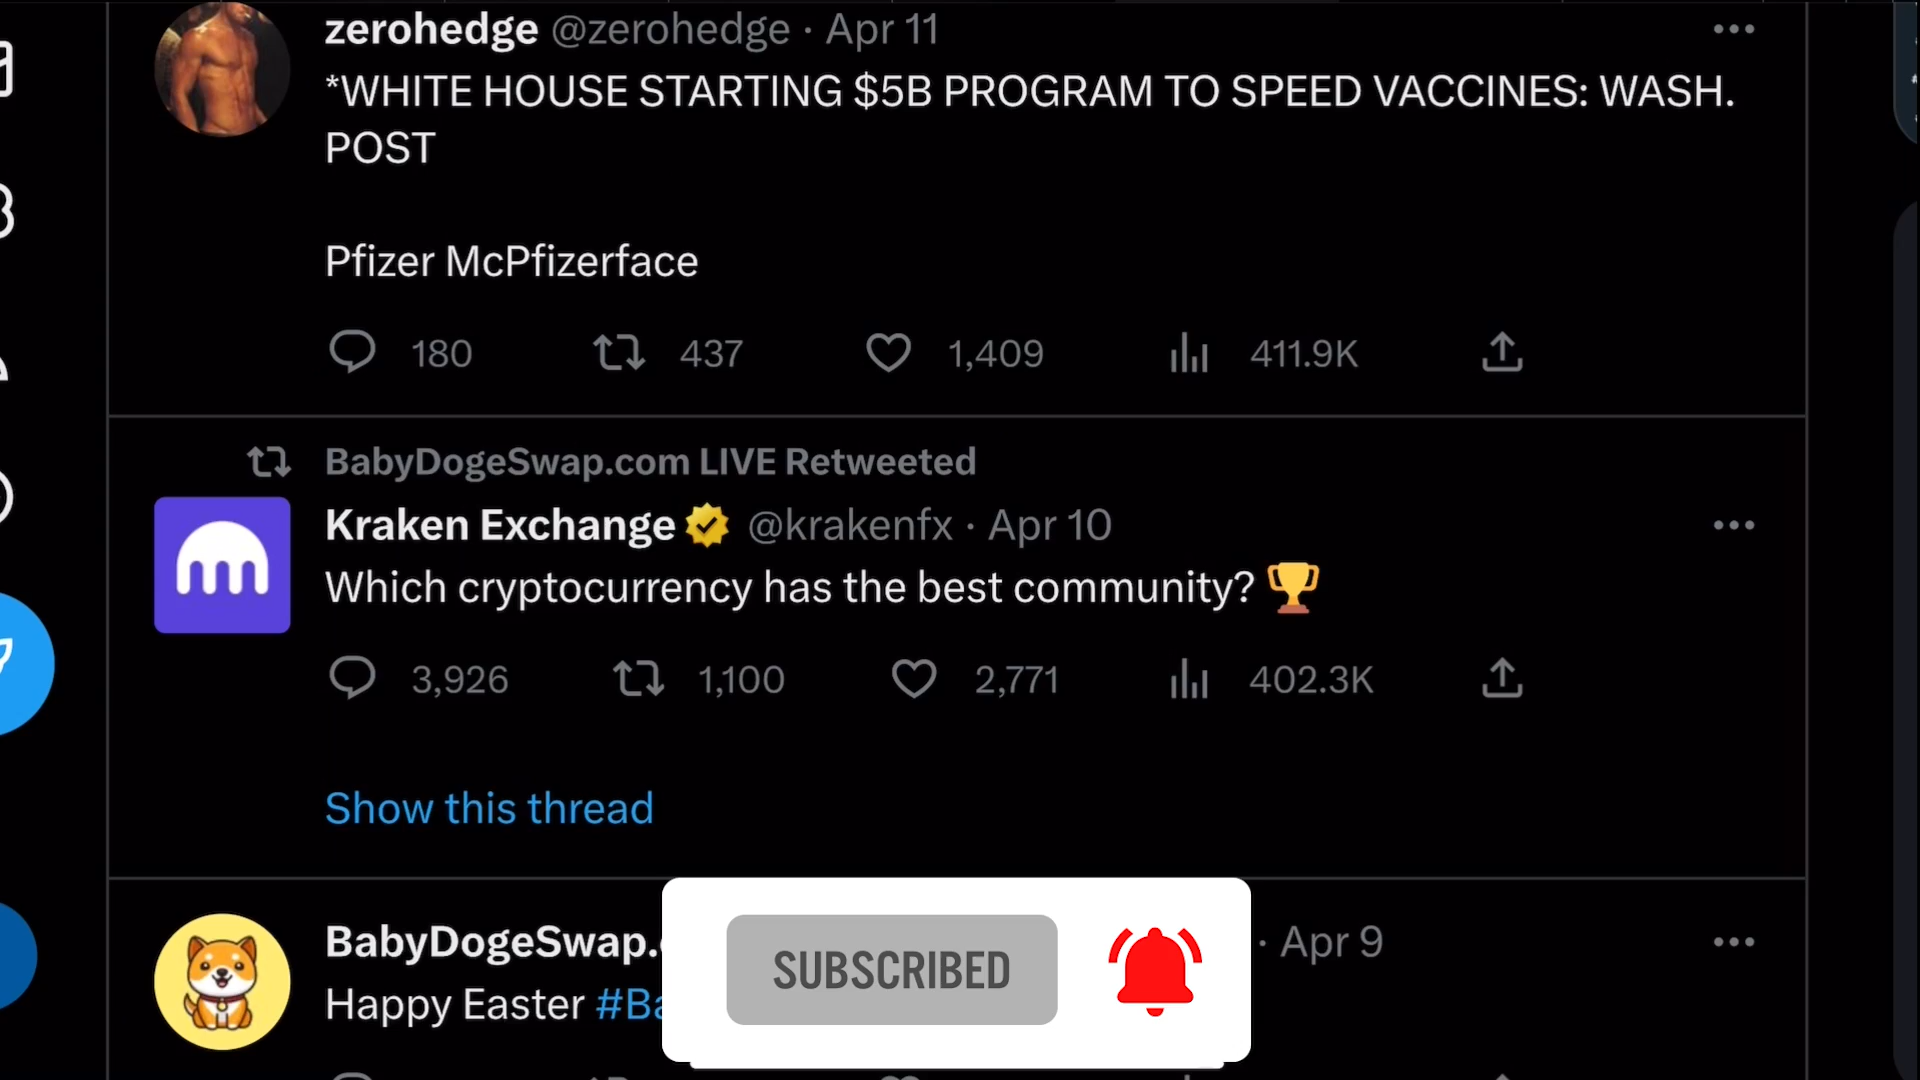 zerohedge @zerohedge · Apr 11
*WHITE HOUSE STARTING $5B PROGRAM TO SPEED VACCINES: WASH.
POST
Pfizer McPfizerface
180 437 1,409 411.9K
BabyDogeSwap.com LIVE Retweeted
Kraken Exchange @krakenfx · Apr 10
Which cryptocurrency has the best community? 🏆
3,926 1,100 2,771 402.3K
Show this thread
BabyDogeSwap. · Apr 9
Happy Easter #Ba
SUBSCRIBED